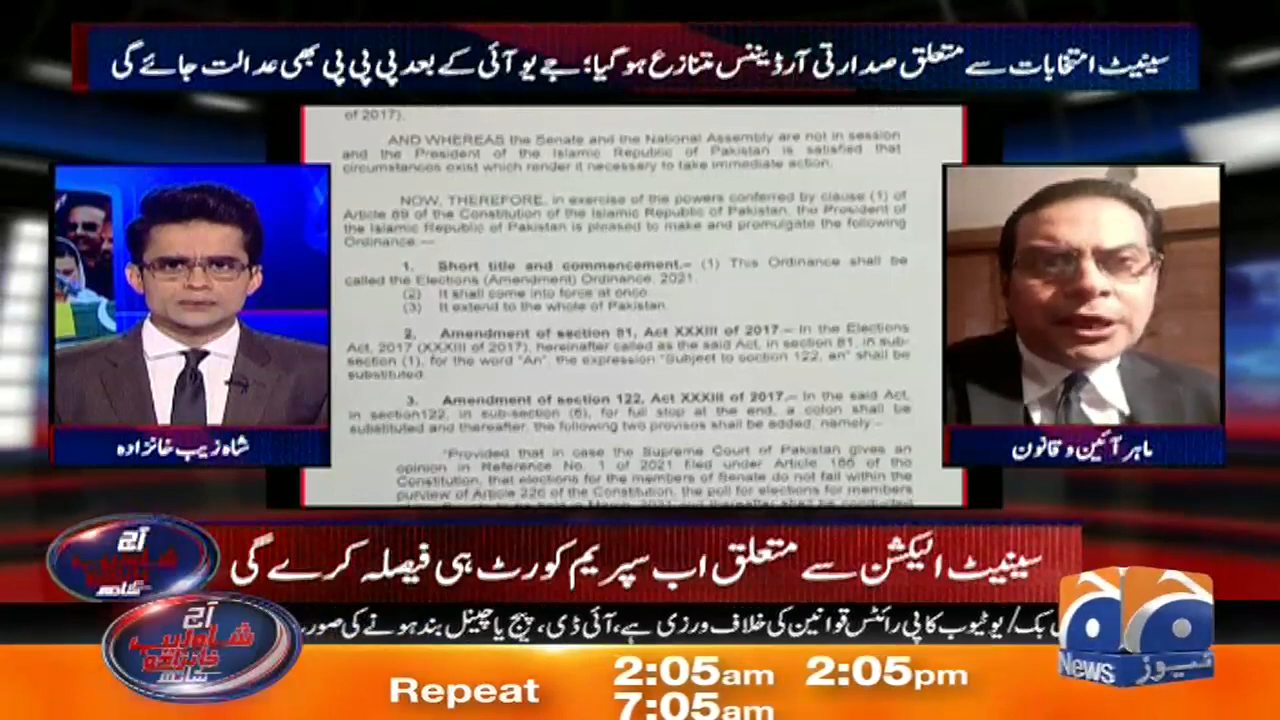 سینیٹ انتخابات سے متعلق صدارتی آرڈیننس متنازع ہوگیا؛ جے یو آئی کے بعد پی پی پی بھی عدالت جائے گی
of 2017).
AND WHEREAS the Senate and the National Assembly are not in session
and the President of the Islamic Republic of Pakistan is satisfied that
circumstances exist which render it necessary to take immediate action.
NOW, THEREFORE, in exercise of the powers conferred by clause (1) of
Article 89 of the Constitution of the Islamic Republic of Pakistan, the President of
the Islamic Republic of Pakistan is pleased to make and promulgate the following
Ordinance:—
1. Short title and commencement.- (1) This Ordinance shall be
called the Elections (Amendment) Ordinance, 2021.
(2) It shall come into force at once.
(3) It extend to the whole of Pakistan.
2. Amendment of section 81, Act XXXIII of 2017.- In the Elections
Act, 2017 (XXXIII of 2017), hereinafter called as the said Act, in section 81, in sub-
section (1), for the word "An", the expression "Subject to section 122, an" shall be
substituted.
3. Amendment of section 122, Act XXXIII of 2017.- In the said Act,
in section122, in sub-section (6), for full stop at the end, a colon shall be
substituted and thereafter, the following two provisos shall be added, namely:-
"Provided that in case the Supreme Court of Pakistan gives an
opinion in Reference No. 1 of 2021 filed under Article 186 of the
Constitution, that elections for the members of Senate do not fall within the
purview of Article 226 of the Constitution, the poll for elections for members
شاہ زیب خانزادہ
ماہر آئین و قانون
سینیٹ الیکشن سے متعلق اب سپریم کورٹ ہی فیصلہ کرے گی
بک/یوٹیوب کاپی رائٹس قوانین کی خلاف ورزی ہے، آئی ڈی، پیج یا چینل بند ہونے کی صور
آج
آج
شاہ زیب
خانزادہ
کے ساتھ
Repeat
2:05am 2:05pm
7:05am
جیو
News نیوز